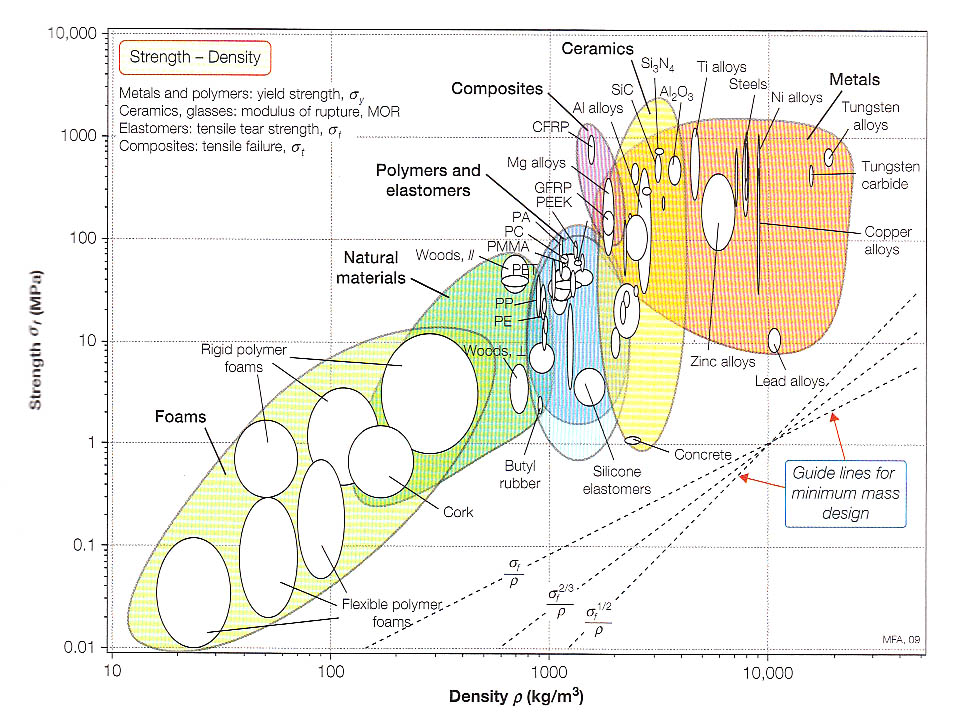 Strength – Density
Metals and polymers: yield strength, σy
Ceramics, glasses: modulus of rupture, MOR
Elastomers: tensile tear strength, σt
Composites: tensile failure, σt
Strength σf (MPa)
10,000
1000
100
10
1
0.1
0.01
10
100
1000
10,000
Density ρ (kg/m³)
Ceramics
Si₃N₄
Ti alloys
SiC
Al₂O₃
Steels
Ni alloys
Metals
Tungsten
alloys
Composites
Al alloys
CFRP
Mg alloys
GFRP
PEEK
Polymers and
elastomers
PA
PC
PMMA
PET
PP
PE
Tungsten
carbide
Copper
alloys
Natural
materials
Woods, //
Woods, ⊥
Zinc alloys
Lead alloys
Rigid polymer
foams
Foams
Cork
Butyl
rubber
Silicone
elastomers
Concrete
Guide lines for
minimum mass
design
Flexible polymer
foams
σf/ρ
σf^2/3/ρ
σf^1/2/ρ
MFA, 09